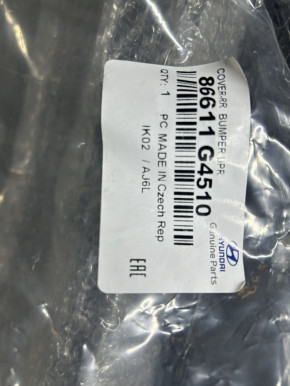 COVER-RR BUMPER UPR
86611 G4510
QTY: 1 PC MADE IN Czech Rep
IK02 / AJ6L
HYUNDAI
Genuine Parts
EAC